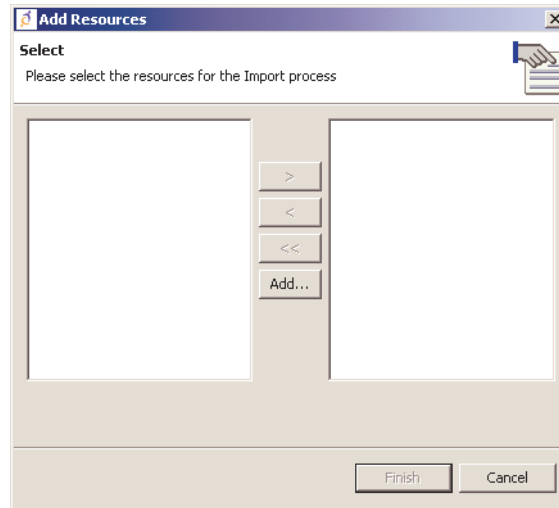 Add Resources
Select
Please select the resources for the Import process
>
<
<<
Add...
Finish
Cancel